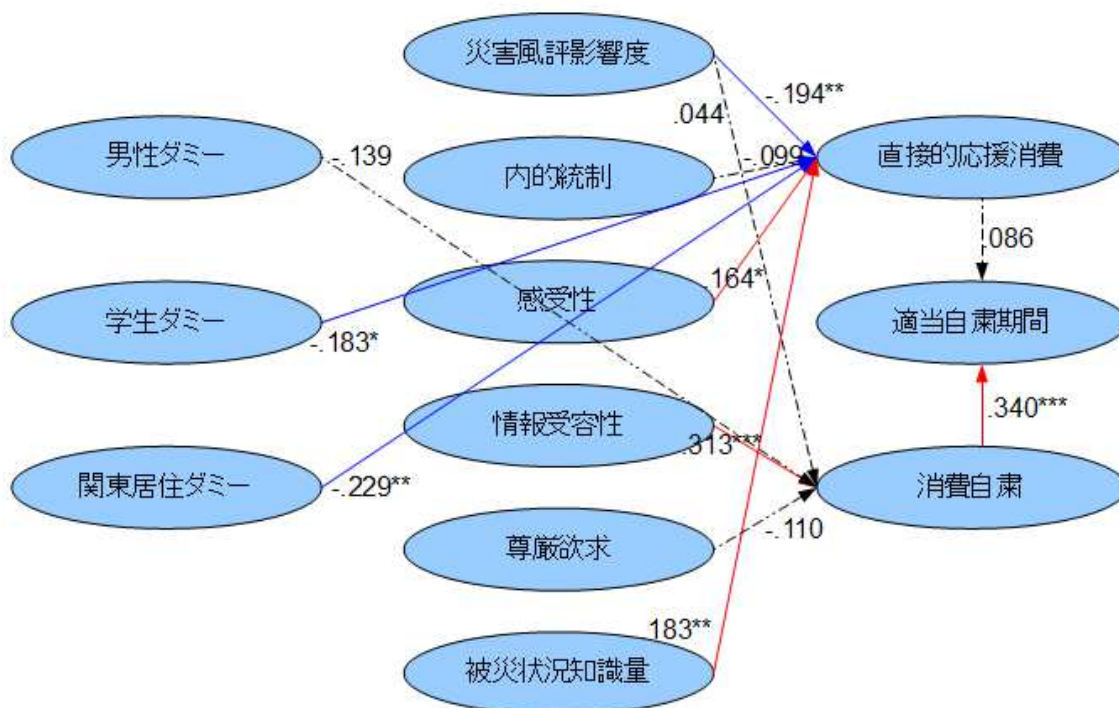 災害風評影響度
-.194**
.044
男性ダミー
-.139
内的統制
-.099
直接的応援消費
.086
感受性
.164*
学生ダミー
-.183*
適当自粛期間
情報受容性
.313***
.340***
関東居住ダミー
-.229**
消費自粛
尊厳欲求
-.110
183**
被災状況知識量